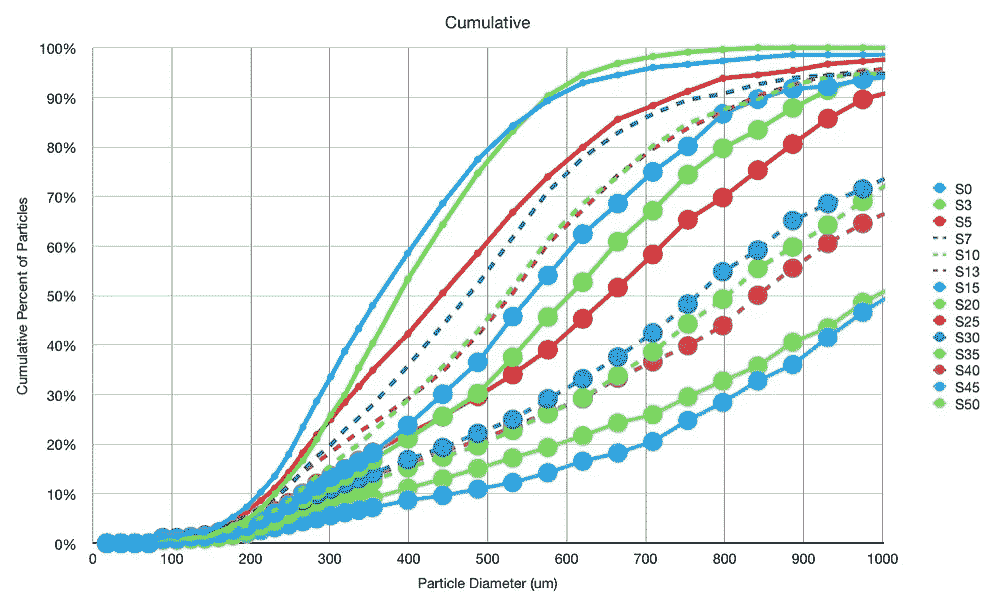 Cumulative
100%
90%
80%
70%
60%
50%
40%
30%
20%
10%
0%
Cumulative Percent of Particles
0
100
200
300
400
500
600
700
800
900
1000
Particle Diameter (um)
S0
S3
S5
S7
S10
S13
S15
S20
S25
S30
S35
S40
S45
S50